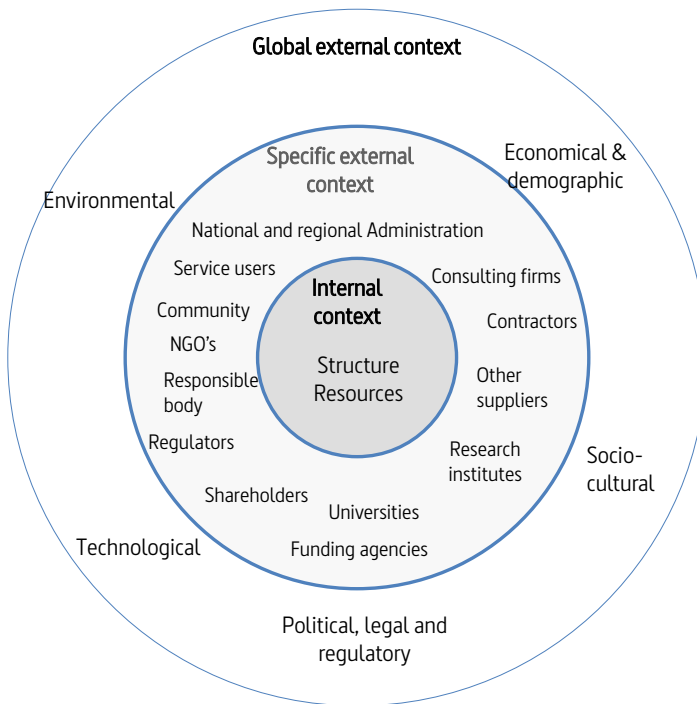 Global external context
Economical &
demographic
Specific external
context
Environmental
National and regional Administration
Service users
Consulting firms
Internal
context
Community
Contractors
NGO's
Structure
Resources
Responsible
body
Other
suppliers
Regulators
Research
institutes
Socio-
cultural
Shareholders
Universities
Technological
Funding agencies
Political, legal and
regulatory